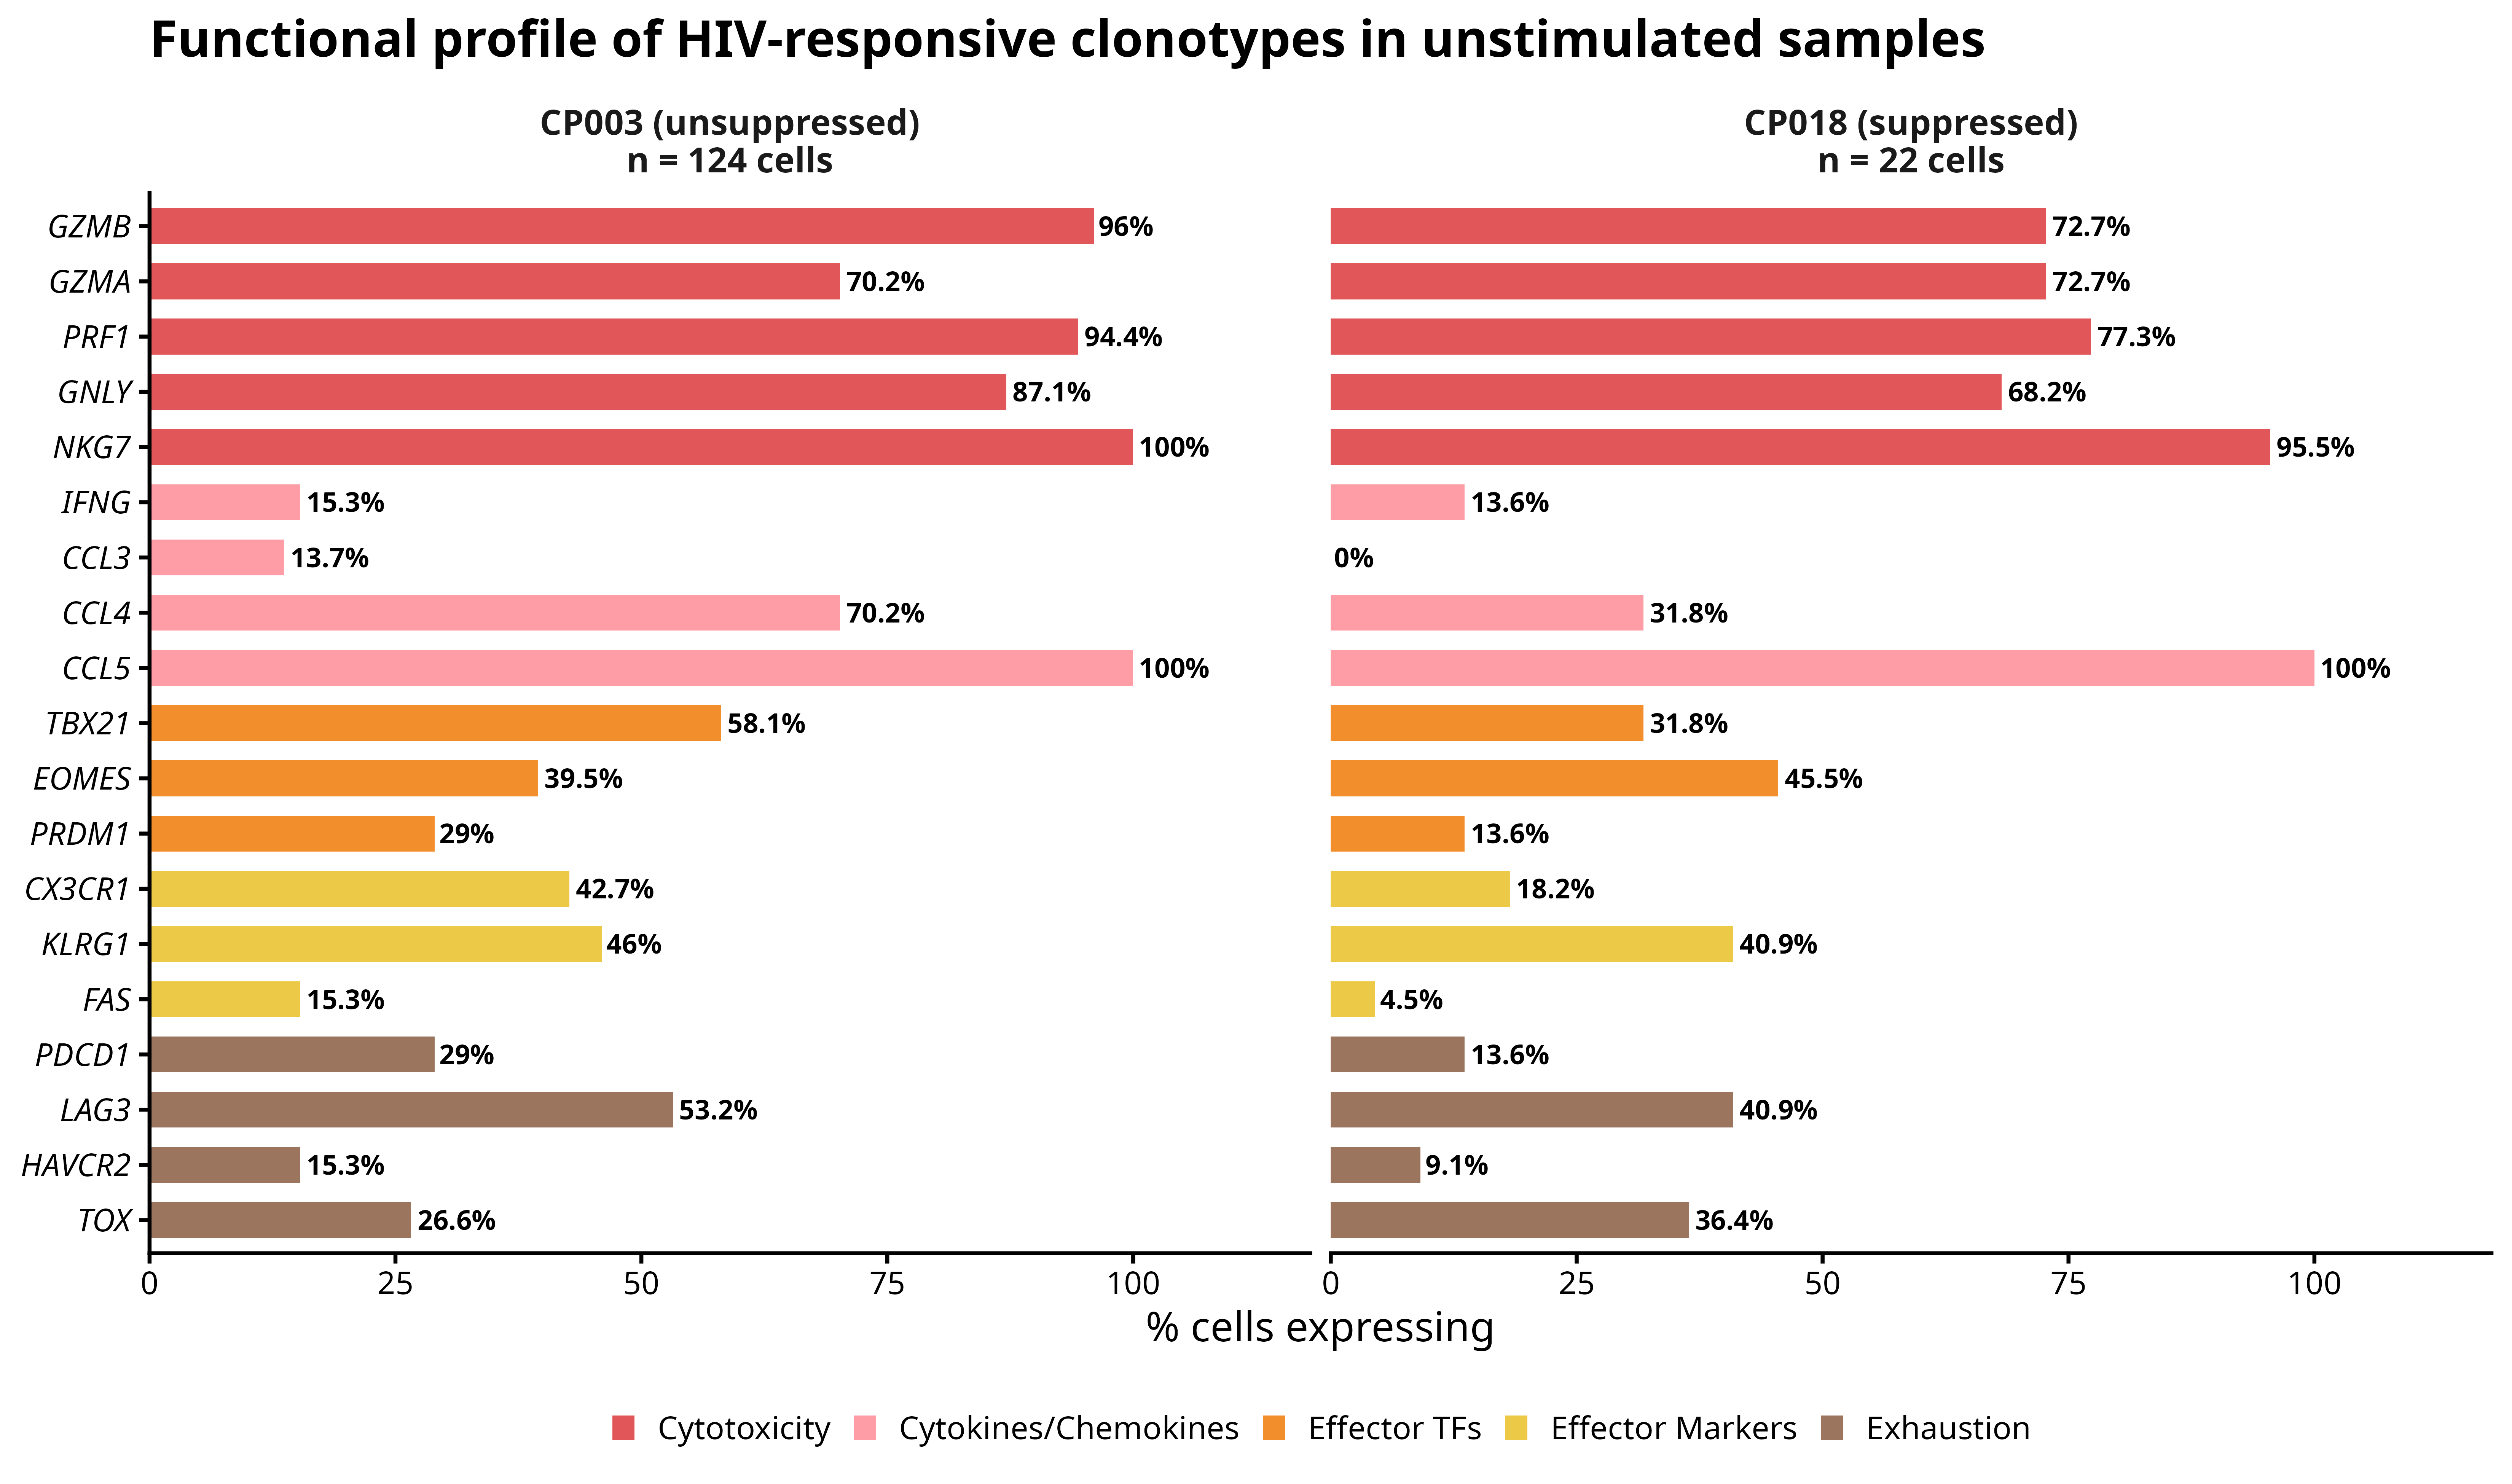 Functional profile of HIV-responsive clonotypes in unstimulated samples
CP003 (unsuppressed)
n = 124 cells
CP018 (suppressed)
n = 22 cells
GZMB 96% 72.7%
GZMA 70.2% 72.7%
PRF1 94.4% 77.3%
GNLY 87.1% 68.2%
NKG7 100% 95.5%
IFNG 15.3% 13.6%
CCL3 13.7% 0%
CCL4 70.2% 31.8%
CCL5 100% 100%
TBX21 58.1% 31.8%
EOMES 39.5% 45.5%
PRDM1 29% 13.6%
CX3CR1 42.7% 18.2%
KLRG1 46% 40.9%
FAS 15.3% 4.5%
PDCD1 29% 13.6%
LAG3 53.2% 40.9%
HAVCR2 15.3% 9.1%
TOX 26.6% 36.4%
0 25 50 75 100 0 25 50 75 100
% cells expressing
Cytotoxicity Cytokines/Chemokines Effector TFs Effector Markers Exhaustion